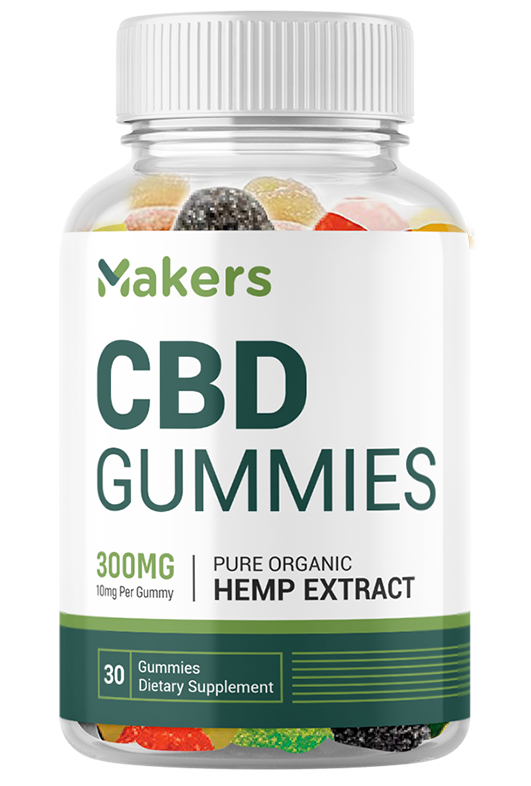 Makers
CBD
GUMMIES
300MG
10mg Per Gummy
PURE ORGANIC
HEMP EXTRACT
30
Gummies
Dietary Supplement